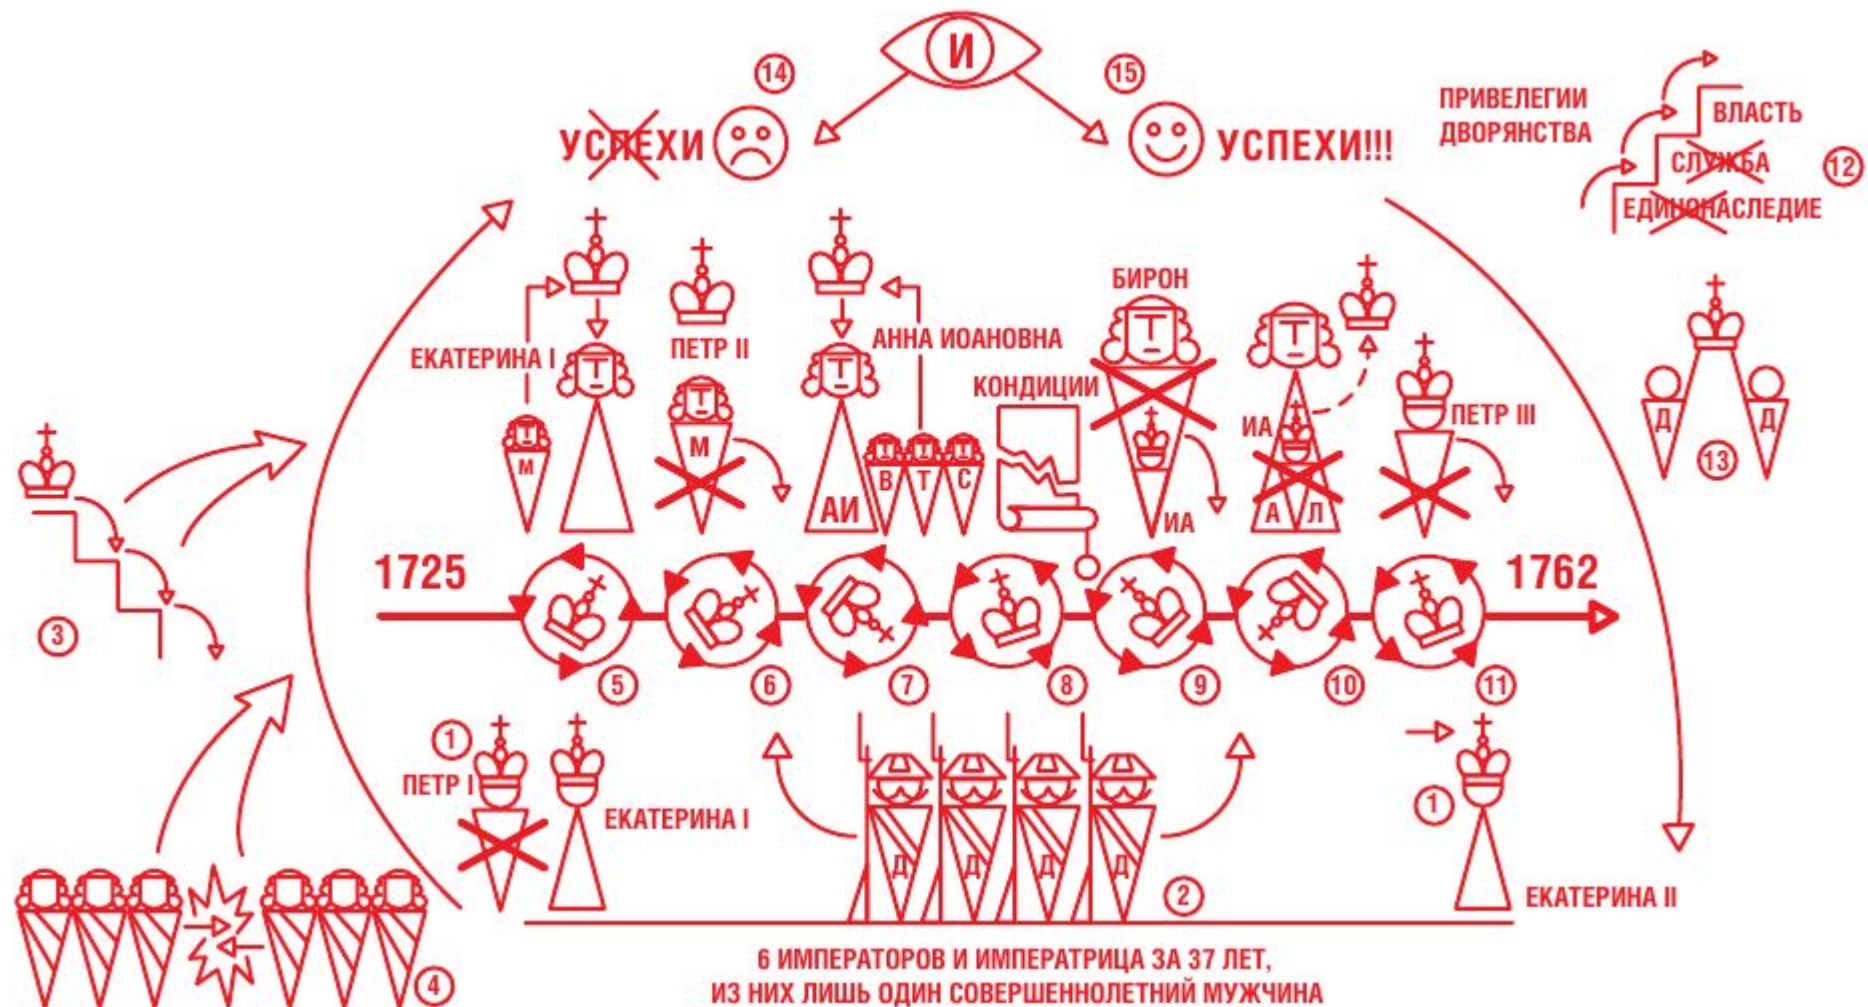 И
14
15
УСПЕХИ
УСПЕХИ!!!
ПРИВЕЛЕГИИ
ДВОРЯНСТВА
ВЛАСТЬ
СЛУЖБА
ЕДИНОНАСЛЕДИЕ
12
ЕКАТЕРИНА I
М
ПЕТР II
М
АННА ИОАНОВНА
АИ
В Т С
КОНДИЦИИ
БИРОН
ИА
ИА
А Л
ПЕТР III
Д Д
13
3
1725
1762
5 6 7 8 9 10 11
1
ПЕТР I
ЕКАТЕРИНА I
Д Д Д Д
2
1
ЕКАТЕРИНА II
4
6 ИМПЕРАТОРОВ И ИМПЕРАТРИЦА ЗА 37 ЛЕТ,
ИЗ НИХ ЛИШЬ ОДИН СОВЕРШЕННОЛЕТНИЙ МУЖЧИНА